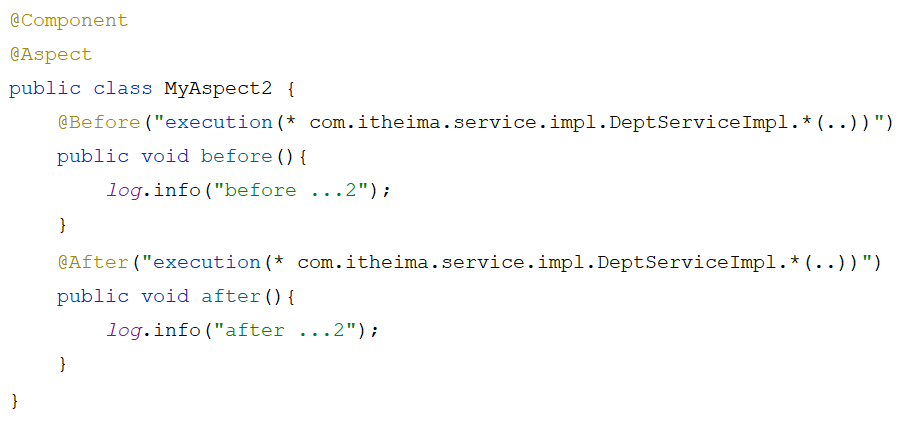 @Component
@Aspect
public class MyAspect2 {
    @Before("execution(* com.itheima.service.impl.DeptServiceImpl.*(..))")
    public void before(){
        log.info("before ...2");
    }
    @After("execution(* com.itheima.service.impl.DeptServiceImpl.*(..))")
    public void after(){
        log.info("after ...2");
    }
}